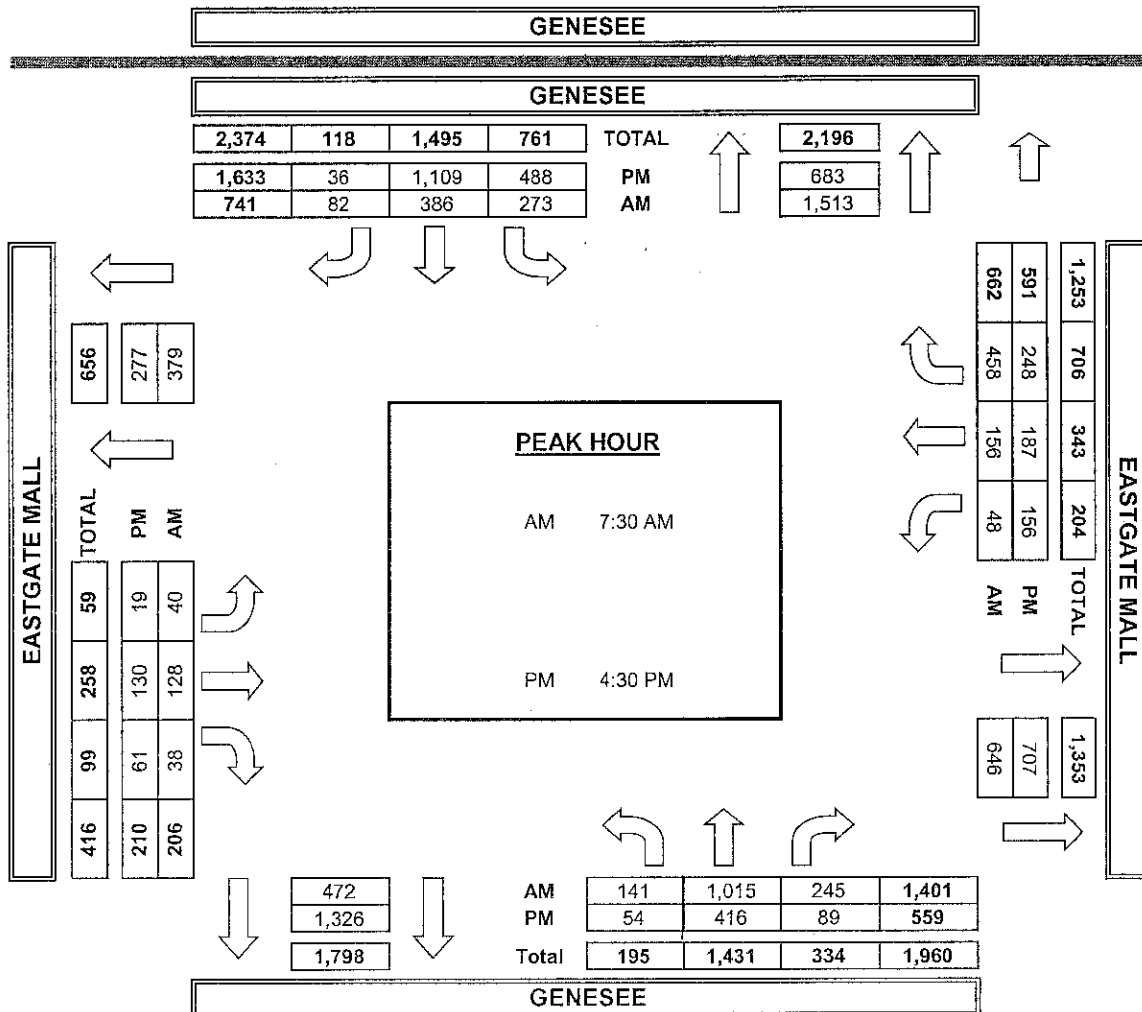 GENESEE
GENESEE
2,374 118 1,495 761 TOTAL 2,196
1,633 36 1,109 488 PM 683
741 82 386 273 AM 1,513
EASTGATE MALL
656
277
379
TOTAL
PM
AM
59 258 99 416
19 130 61 210
40 128 38 206
PEAK HOUR
AM 7:30 AM
PM 4:30 PM
1,253 706 343 204 TOTAL 1,353
591 248 187 156 PM 707
662 458 156 48 AM 646
EASTGATE MALL
472 AM 141 1,015 245 1,401
1,326 PM 54 416 89 559
1,798 Total 195 1,431 334 1,960
GENESEE